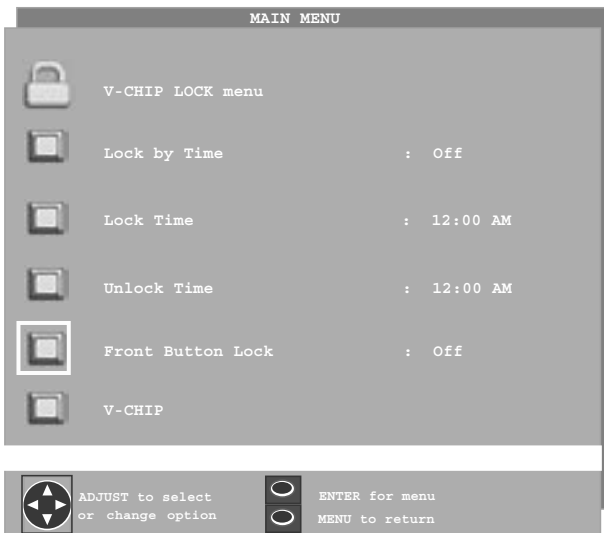 MAIN MENU
V-CHIP LOCK menu
Lock by Time : Off
Lock Time : 12:00 AM
Unlock Time : 12:00 AM
Front Button Lock : Off
V-CHIP
ADJUST to select
or change option
ENTER for menu
MENU to return